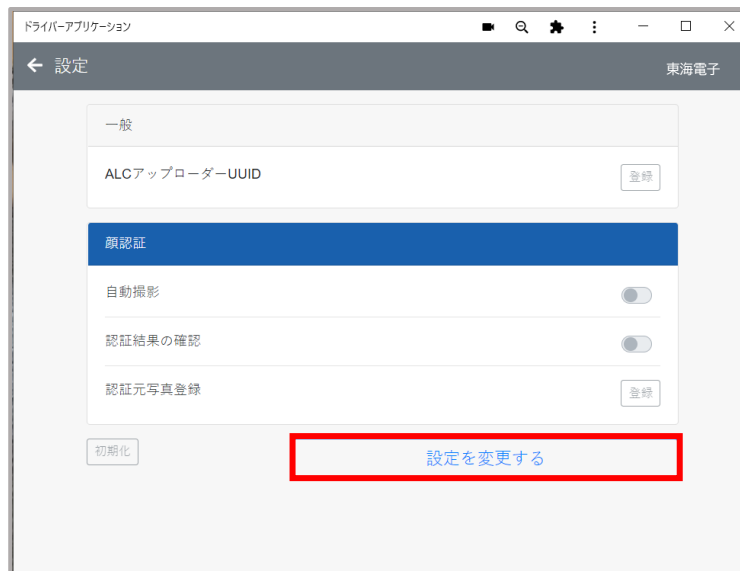 ドライバーアプリケーション
設定
東海電子
一般
ALCアップローダーUUID
登録
顔認証
自動撮影
認証結果の確認
認証元写真登録
登録
初期化
設定を変更する